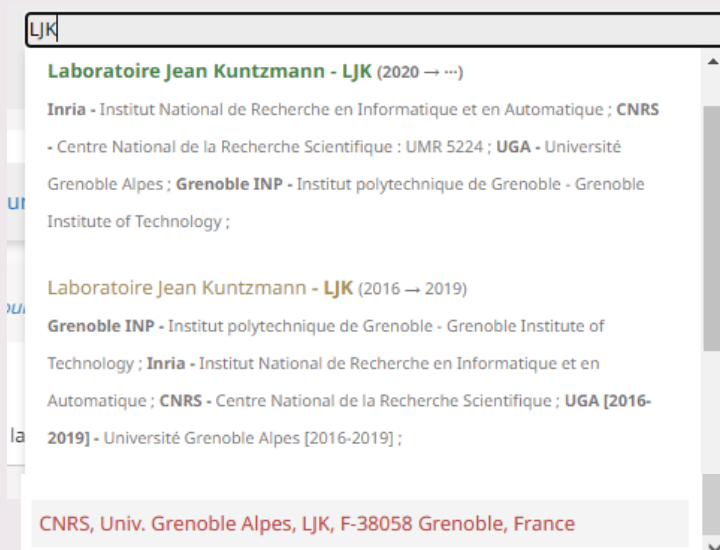 LJK
Laboratoire Jean Kuntzmann - LJK (2020 → ···)
Inria - Institut National de Recherche en Informatique et en Automatique ; CNRS
- Centre National de la Recherche Scientifique : UMR 5224 ; UGA - Université
Grenoble Alpes ; Grenoble INP - Institut polytechnique de Grenoble - Grenoble
Institute of Technology ;
Laboratoire Jean Kuntzmann - LJK (2016 → 2019)
Grenoble INP - Institut polytechnique de Grenoble - Grenoble Institute of
Technology ; Inria - Institut National de Recherche en Informatique et en
Automatique ; CNRS - Centre National de la Recherche Scientifique ; UGA [2016-
2019] - Université Grenoble Alpes [2016-2019] ;
la
CNRS, Univ. Grenoble Alpes, LJK, F-38058 Grenoble, France